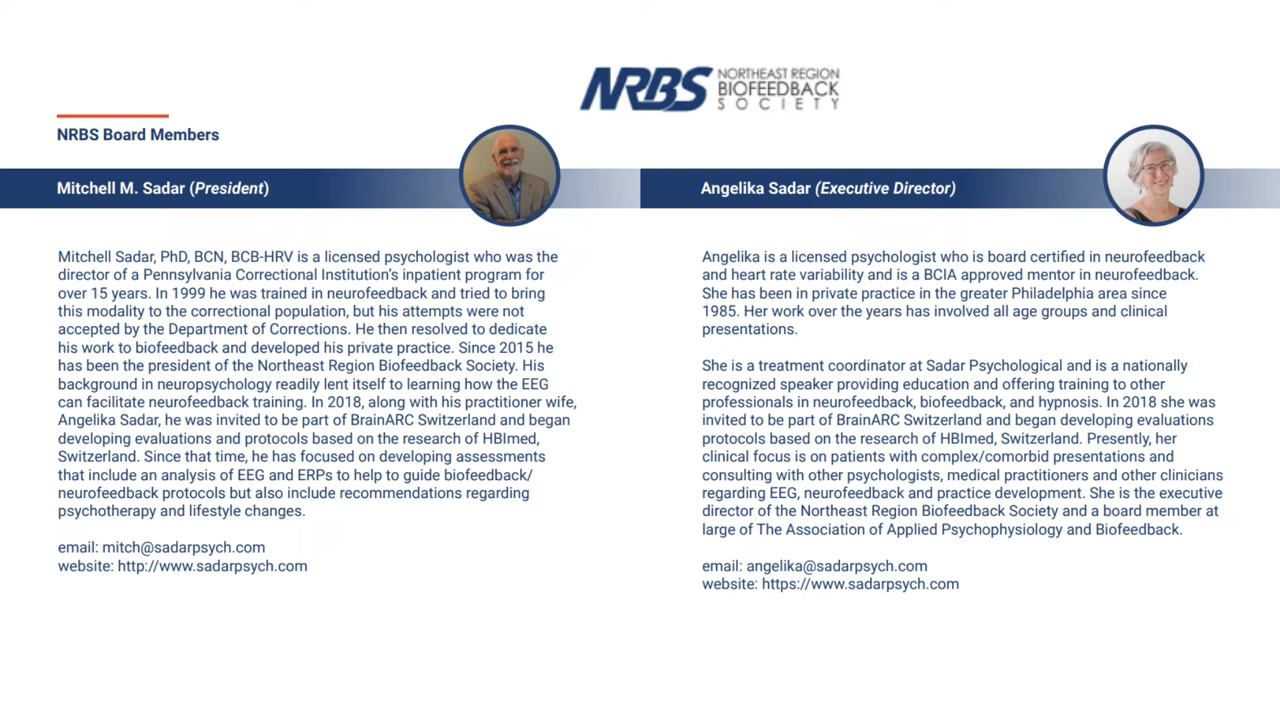 NRBS NORTHEAST REGION
BIOFEEDBACK
SOCIETY
NRBS Board Members
Mitchell M. Sadar (President)
Mitchell Sadar, PhD, BCN, BCB-HRV is a licensed psychologist who was the
director of a Pennsylvania Correctional Institution's inpatient program for
over 15 years. In 1999 he was trained in neurofeedback and tried to bring
this modality to the correctional population, but his attempts were not
accepted by the Department of Corrections. He then resolved to dedicate
his work to biofeedback and developed his private practice. Since 2015 he
has been the president of the Northeast Region Biofeedback Society. His
background in neuropsychology readily lent itself to learning how the EEG
can facilitate neurofeedback training. In 2018, along with his practitioner wife,
Angelika Sadar, he was invited to be part of BrainARC Switzerland and began
developing evaluations and protocols based on the research of HBImed,
Switzerland. Since that time, he has focused on developing assessments
that include an analysis of EEG and ERPs to help to guide biofeedback/
neurofeedback protocols but also include recommendations regarding
psychotherapy and lifestyle changes.
email: mitch@sadarpsych.com
website: http://www.sadarpsych.com
Angelika Sadar (Executive Director)
Angelika is a licensed psychologist who is board certified in neurofeedback
and heart rate variability and is a BCIA approved mentor in neurofeedback.
She has been in private practice in the greater Philadelphia area since
1985. Her work over the years has involved all age groups and clinical
presentations.
She is a treatment coordinator at Sadar Psychological and is a nationally
recognized speaker providing education and offering training to other
professionals in neurofeedback, biofeedback, and hypnosis. In 2018 she was
invited to be part of BrainARC Switzerland and began developing evaluations
protocols based on the research of HBImed, Switzerland. Presently, her
clinical focus is on patients with complex/comorbid presentations and
consulting with other psychologists, medical practitioners and other clinicians
regarding EEG, neurofeedback and practice development. She is the executive
director of the Northeast Region Biofeedback Society and a board member at
large of The Association of Applied Psychophysiology and Biofeedback.
email: angelika@sadarpsych.com
website: https://www.sadarpsych.com